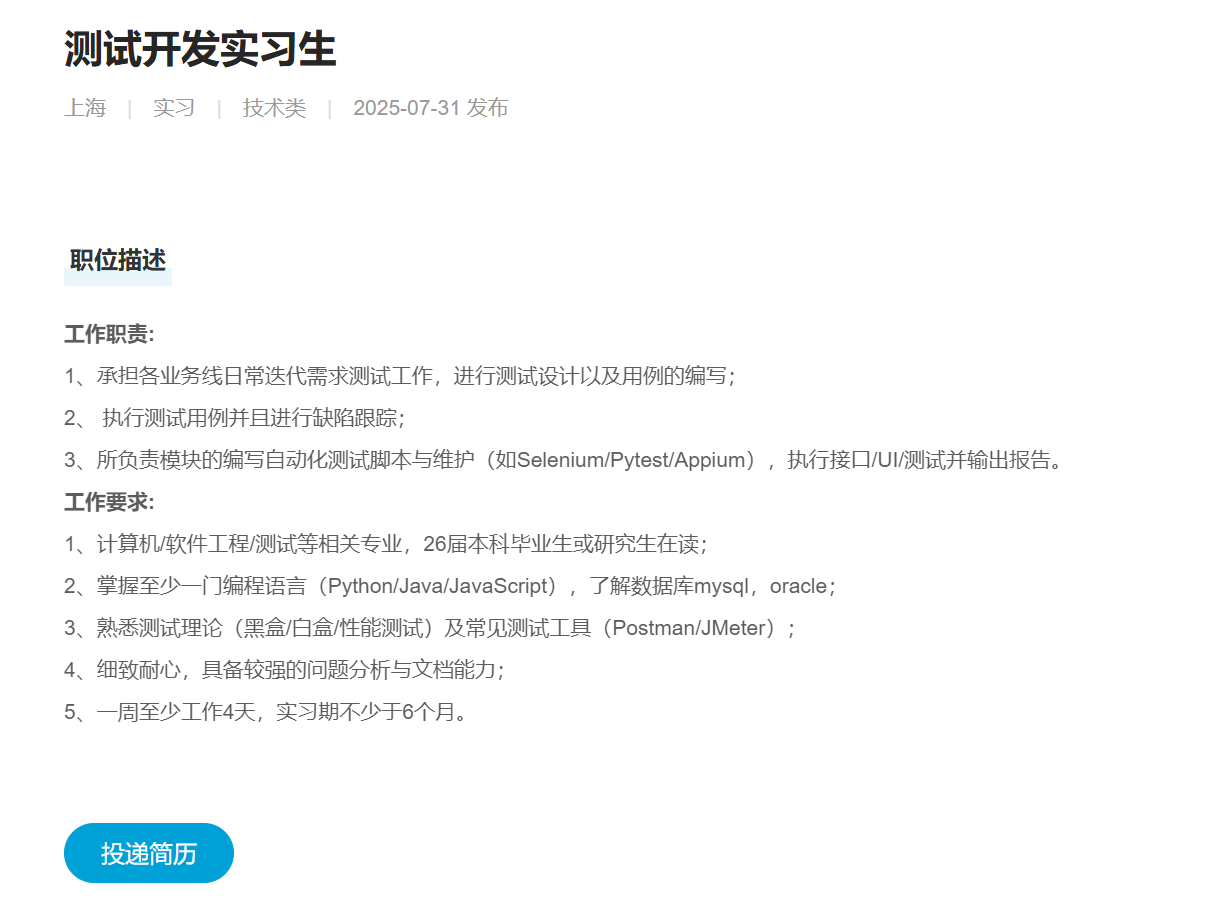 测试开发实习生
上海 | 实习 | 技术类 | 2025-07-31 发布
职位描述
工作职责:
1、承担各业务线日常迭代需求测试工作，进行测试设计以及用例的编写；
2、 执行测试用例并且进行缺陷跟踪；
3、所负责模块的编写自动化测试脚本与维护（如Selenium/Pytest/Appium），执行接口/UI/测试并输出报告。
工作要求:
1、计算机/软件工程/测试等相关专业，26届本科毕业生或研究生在读；
2、掌握至少一门编程语言（Python/Java/JavaScript），了解数据库mysql，oracle；
3、熟悉测试理论（黑盒/白盒/性能测试）及常见测试工具（Postman/JMeter）；
4、细致耐心，具备较强的问题分析与文档能力；
5、一周至少工作4天，实习期不少于6个月。
投递简历